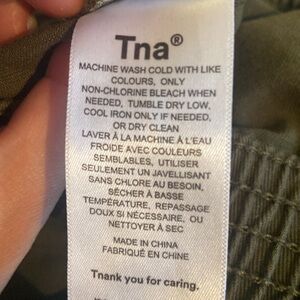 Tna®
MACHINE WASH COLD WITH LIKE
COLOURS, ONLY
NON-CHLORINE BLEACH WHEN
NEEDED, TUMBLE DRY LOW,
COOL IRON ONLY IF NEEDED,
OR DRY CLEAN
LAVER À LA MACHINE À L'EAU
FROIDE AVEC COULEURS
SEMBLABLES, UTILISER
SEULEMENT UN JAVELLISANT
SANS CHLORE AU BESOIN,
SÉCHER À BASSE
TEMPÉRATURE, REPASSAGE
DOUX SI NÉCESSAIRE, OU
NETTOYER À SEC
MADE IN CHINA
FABRIQUÉ EN CHINE
Thank you for caring.